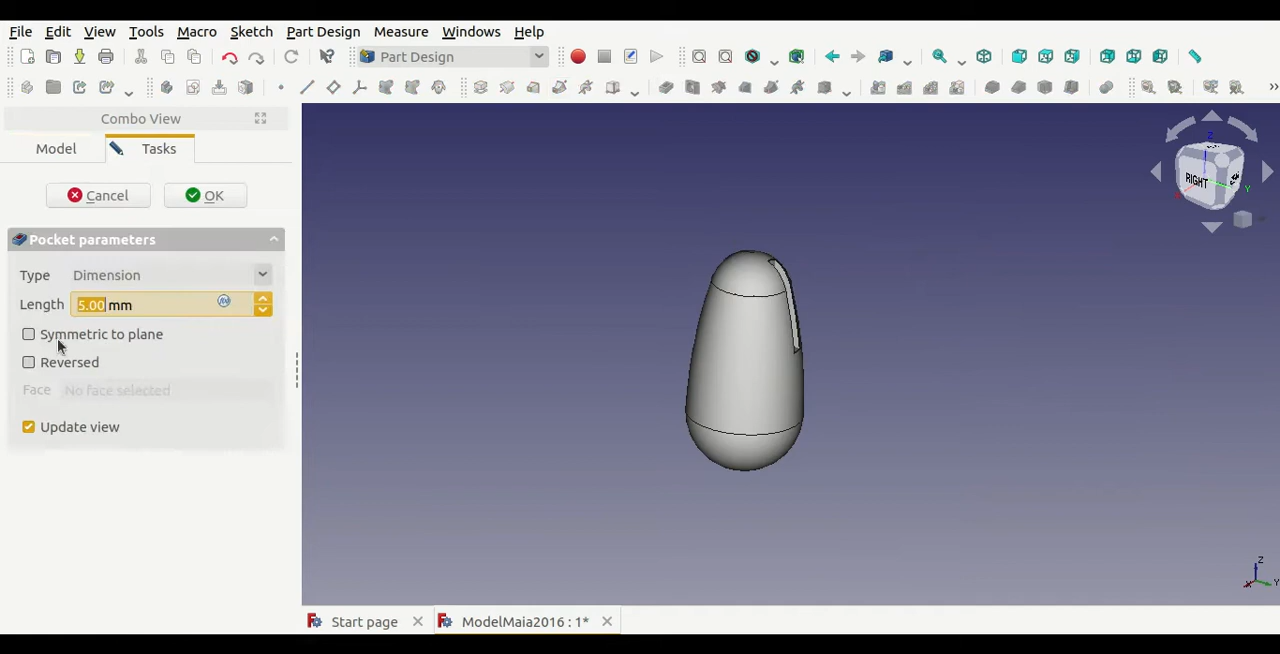 File Edit View Tools Macro Sketch Part Design Measure Windows Help
Part Design
Combo View
Model Tasks
Cancel OK
Pocket parameters
Type Dimension
Length 5.00 mm
Symmetric to plane
Reversed
Face No face selected
Update view
RIGHT
Z
X
Y
Z
X
Y
Start page ModelMaia2016 : 1*